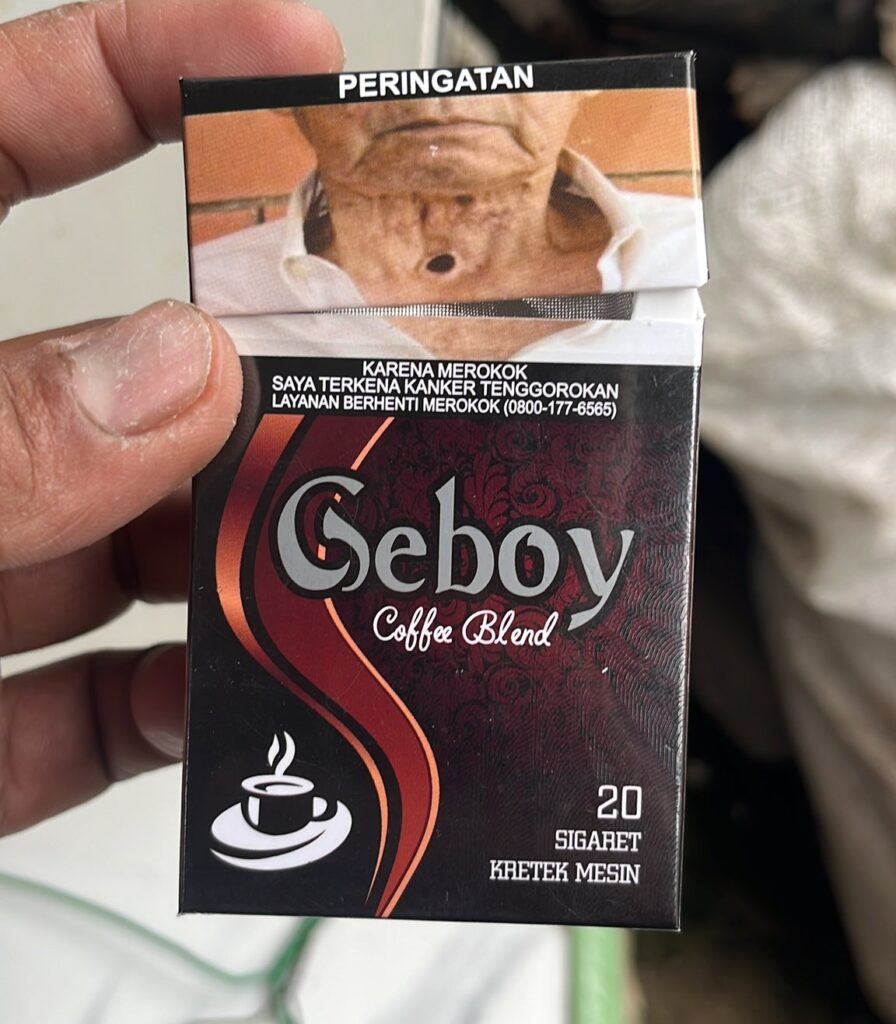 PERINGATAN
KARENA MEROKOK
SAYA TERKENA KANKER TENGGOROKAN
LAYANAN BERHENTI MEROKOK (0800-177-6565)
Geboy
Coffee Blend
20
SIGARET
KRETEK MESIN